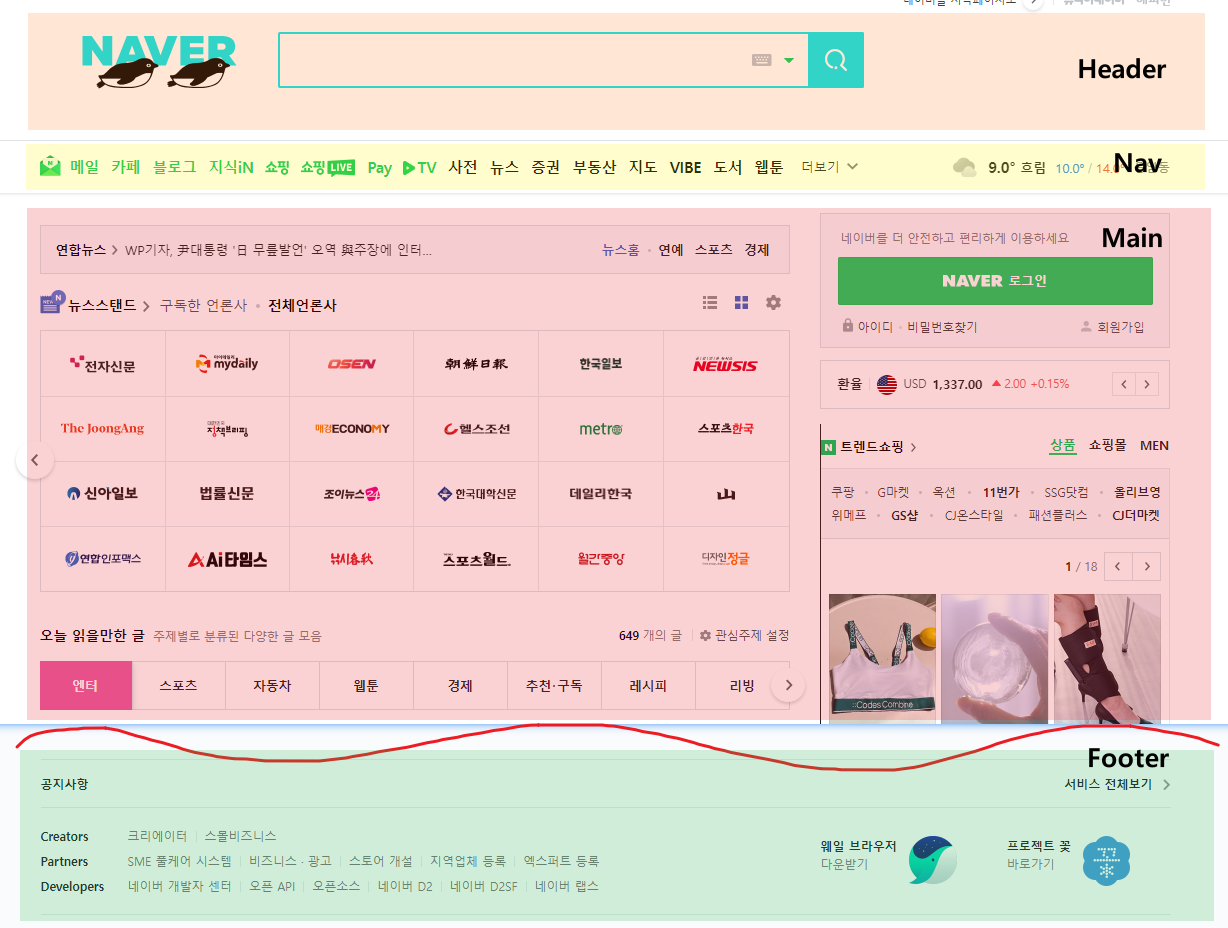 NAVER
Header
메일 카페 블로그 지식iN 쇼핑 쇼핑LIVE Pay TV 사전 뉴스 증권 부동산 지도 VIBE 도서 웹툰 더보기
9.0° 흐림 10.0° / 14.0°
Nav
연합뉴스 > WP기자, 尹대통령 '日 무릎발언' 오역 與주장에 인터...
뉴스홈 · 연예 스포츠 경제
네이버를 더 안전하고 편리하게 이용하세요
Main
NAVER 로그인
아이디 · 비밀번호찾기
회원가입
뉴스스탠드 > 구독한 언론사 · 전체언론사
전자신문 마이데일리 mydaily OSEN 朝鮮日報 한국일보 NEWSIS
The JoongAng 대한민국 정책브리핑 매경ECONOMY 헬스조선 metro 스포츠한국
신아일보 법률신문 조이뉴스24 한국대학신문 데일리한국
연합인포맥스 Ai타임스 낚시춘추 스포츠월드 월간중앙 디자인정글
환율 USD 1,337.00 ▲ 2.00 +0.15%
N 트렌드쇼핑 >
상품 쇼핑몰 MEN
쿠팡 · G마켓 · 옥션 · 11번가 · SSG닷컴 · 올리브영
위메프 · GS샵 · CJ온스타일 · 패션플러스 · CJ더마켓
1 / 18
Codes Combine
오늘 읽을만한 글 주제별로 분류된 다양한 글 모음
649 개의 글 관심주제 설정
엔터 스포츠 자동차 웹툰 경제 추천·구독 레시피 리빙
Footer
공지사항
서비스 전체보기
Creators 크리에이터 스몰비즈니스
Partners SME 풀케어 시스템 비즈니스 · 광고 스토어 개설 지역업체 등록 엑스퍼트 등록
Developers 네이버 개발자 센터 오픈 API 오픈소스 네이버 D2 네이버 D2SF 네이버 랩스
웨일 브라우저
다운받기
프로젝트 꽃
바로가기